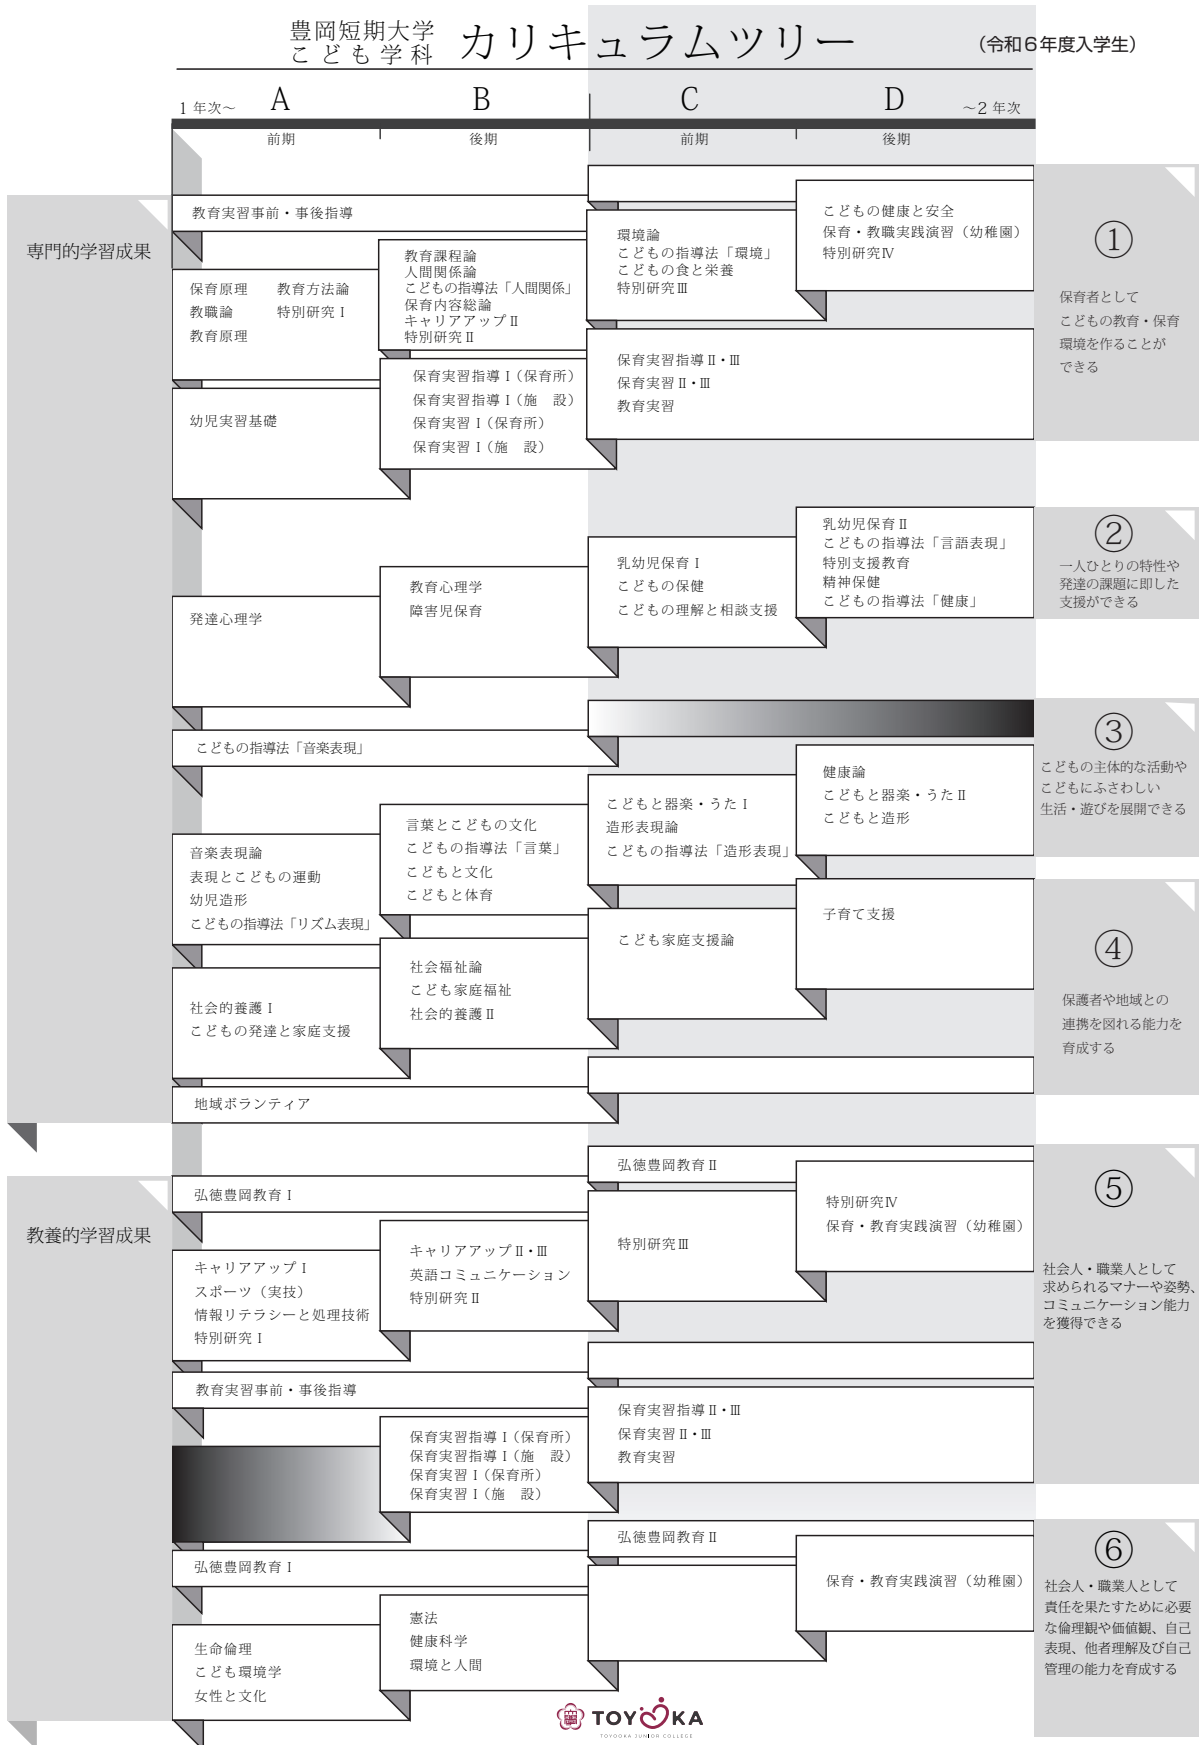 豊岡短期大学
こども学科
カリキュラムツリー
(令和６年度入学生)
1 年次〜
A
B
C
D
〜2 年次
前期
後期
前期
後期
専門的学習成果
教育実習事前・事後指導
保育原理　教育方法論
教職論　特別研究Ⅰ
教育原理
教育課程論
人間関係論
こどもの指導法「人間関係」
保育内容総論
キャリアアップⅡ
特別研究Ⅱ
環境論
こどもの指導法「環境」
こどもの食と栄養
特別研究Ⅲ
こどもの健康と安全
保育・教職実践演習（幼稚園）
特別研究Ⅳ
①
保育者として
こどもの教育・保育
環境を作ることが
できる
幼児実習基礎
保育実習指導Ⅰ（保育所）
保育実習指導Ⅰ（施　設）
保育実習Ⅰ（保育所）
保育実習Ⅰ（施　設）
保育実習指導Ⅱ・Ⅲ
保育実習Ⅱ・Ⅲ
教育実習
発達心理学
教育心理学
障害児保育
乳幼児保育Ⅰ
こどもの保健
こどもの理解と相談支援
乳幼児保育Ⅱ
こどもの指導法「言語表現」
特別支援教育
精神保健
こどもの指導法「健康」
②
一人ひとりの特性や
発達の課題に即した
支援ができる
こどもの指導法「音楽表現」
音楽表現論
表現とこどもの運動
幼児造形
こどもの指導法「リズム表現」
言葉とこどもの文化
こどもの指導法「言葉」
こどもと文化
こどもと体育
こどもと器楽・うたⅠ
造形表現論
こどもの指導法「造形表現」
健康論
こどもと器楽・うたⅡ
こどもと造形
③
こどもの主体的な活動や
こどもにふさわしい
生活・遊びを展開できる
社会的養護Ⅰ
こどもの発達と家庭支援
社会福祉論
こども家庭福祉
社会的養護Ⅱ
こども家庭支援論
子育て支援
④
保護者や地域との
連携を図れる能力を
育成する
地域ボランティア
教養的学習成果
弘徳豊岡教育Ⅰ
弘徳豊岡教育Ⅱ
キャリアアップⅠ
スポーツ（実技）
情報リテラシーと処理技術
特別研究Ⅰ
キャリアアップⅡ・Ⅲ
英語コミュニケーション
特別研究Ⅱ
特別研究Ⅲ
特別研究Ⅳ
保育・教育実践演習（幼稚園）
⑤
社会人・職業人として
求められるマナーや姿勢、
コミュニケーション能力
を獲得できる
教育実習事前・事後指導
保育実習指導Ⅰ（保育所）
保育実習指導Ⅰ（施　設）
保育実習Ⅰ（保育所）
保育実習Ⅰ（施　設）
保育実習指導Ⅱ・Ⅲ
保育実習Ⅱ・Ⅲ
教育実習
弘徳豊岡教育Ⅰ
弘徳豊岡教育Ⅱ
生命倫理
こども環境学
女性と文化
憲法
健康科学
環境と人間
保育・教育実践演習（幼稚園）
⑥
社会人・職業人として
責任を果たすために必要
な倫理観や価値観、自己
表現、他者理解及び自己
管理の能力を育成する
TOYOOKA
TOYOOKA JUNIOR COLLEGE